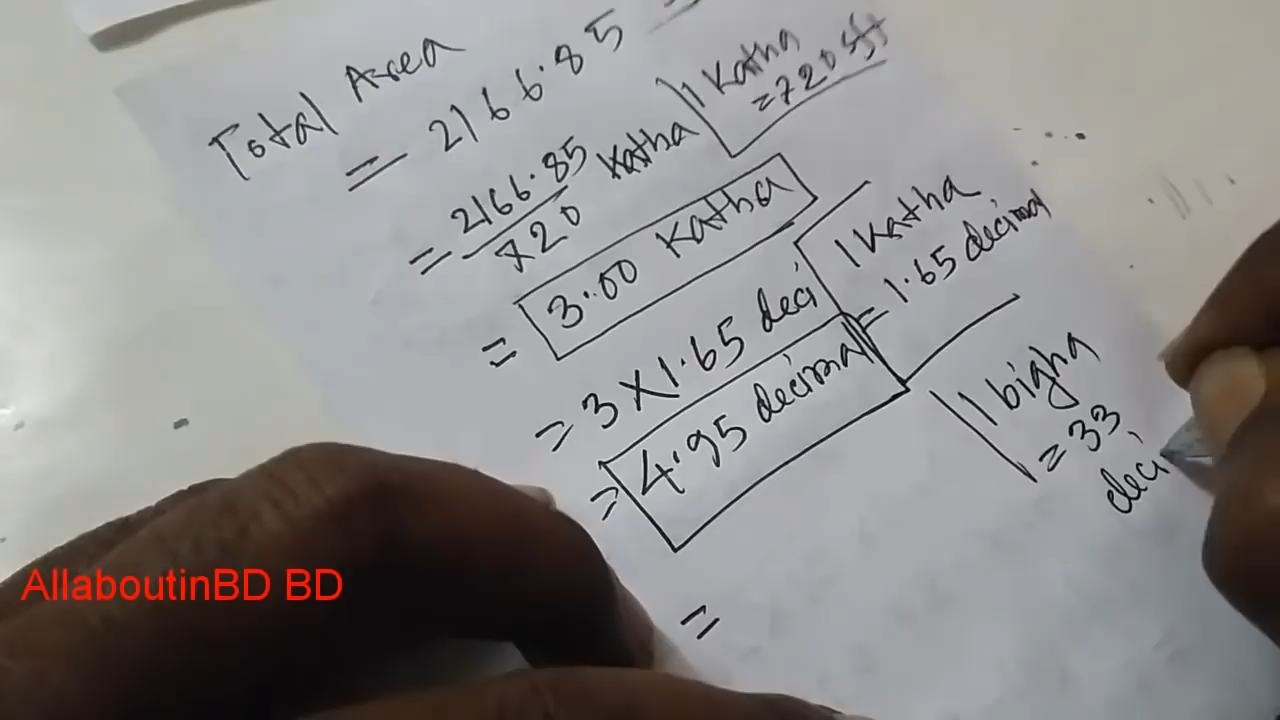 Total Area
= 2166.85
1 Katha
= 720 sft
= 2166.85 / 720 Katha
= 3.00 Katha
1 Katha
= 1.65 decimal
= 3 X 1.65 deci
= 4.95 decimal
1 bigha
= 33
deci
=
AllaboutinBD BD